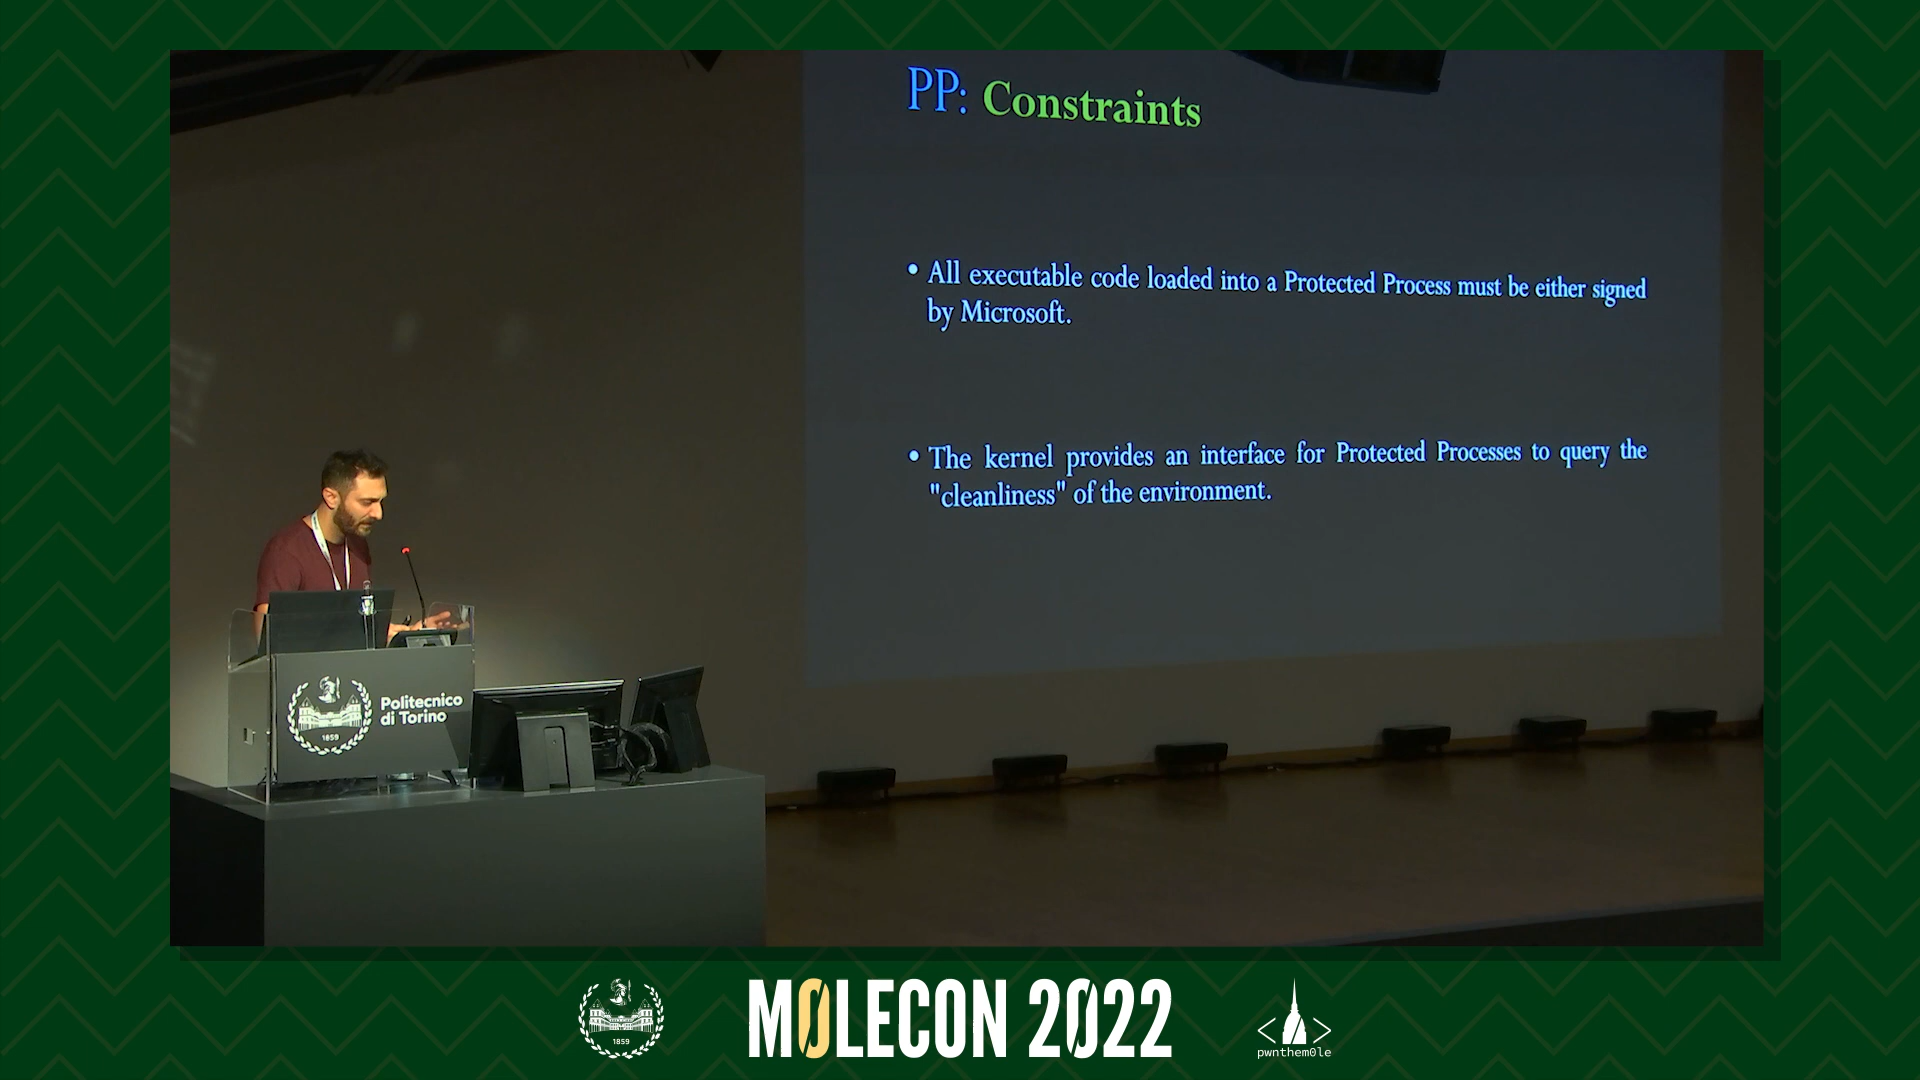 PP: Constraints
• All executable code loaded into a Protected Process must be either signed
by Microsoft.
• The kernel provides an interface for Protected Processes to query the
"cleanliness" of the environment.
Politecnico
di Torino
1859
1859
MOLECON 2022
pwnthem0le